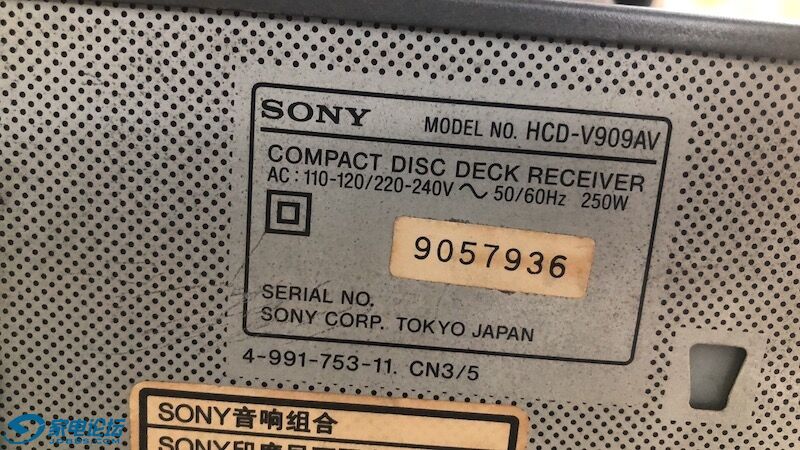 SONY MODEL NO. HCD-V909AV
COMPACT DISC DECK RECEIVER
AC: 110-120/220-240V ~ 50/60Hz 250W
9057936
SERIAL NO.
SONY CORP. TOKYO JAPAN
4-991-753-11. CN3/5
SONY音响组合
家电论坛